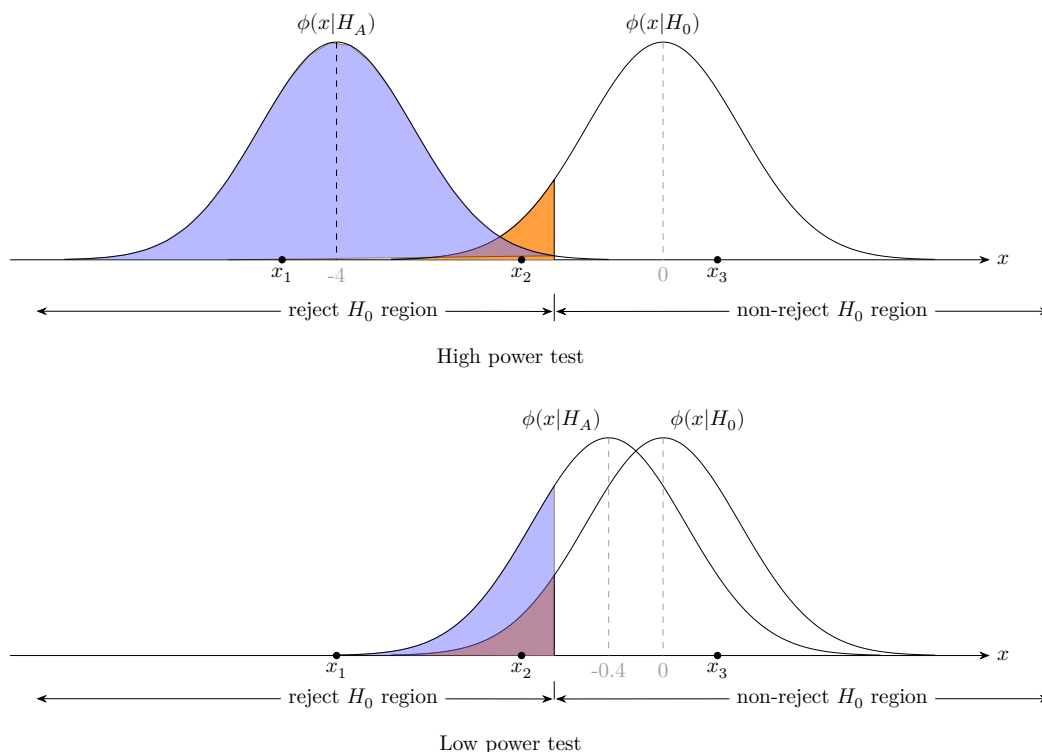 ϕ(x|H_A) ϕ(x|H_0)
x
x_1 -4 x_2 0 x_3
reject H_0 region non-reject H_0 region
High power test
ϕ(x|H_A) ϕ(x|H_0)
x
x_1 x_2 -0.4 0 x_3
reject H_0 region non-reject H_0 region
Low power test